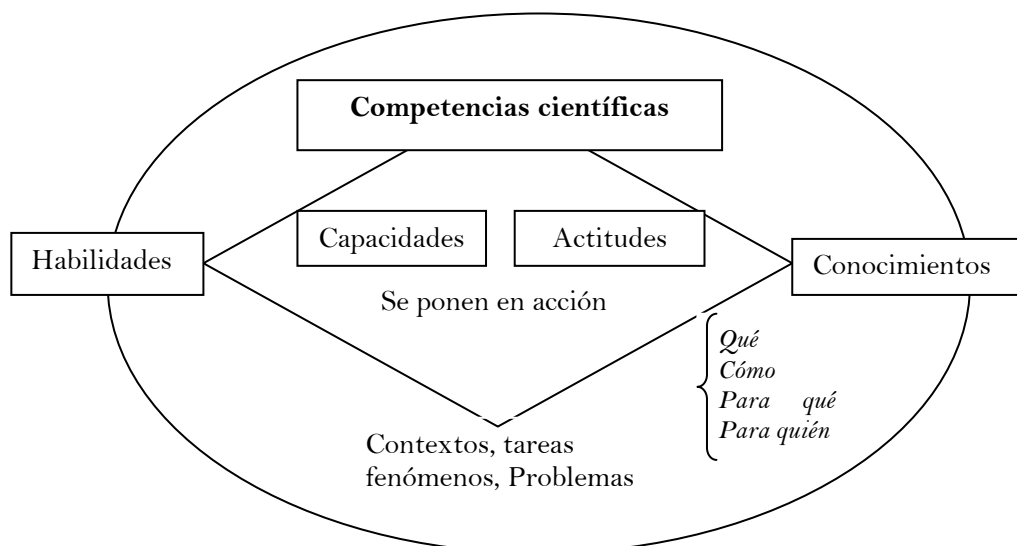 Competencias científicas
Capacidades
Actitudes
Habilidades
Conocimientos
Se ponen en acción
Qué
Cómo
Para qué
Para quién
Contextos, tareas
fenómenos, Problemas